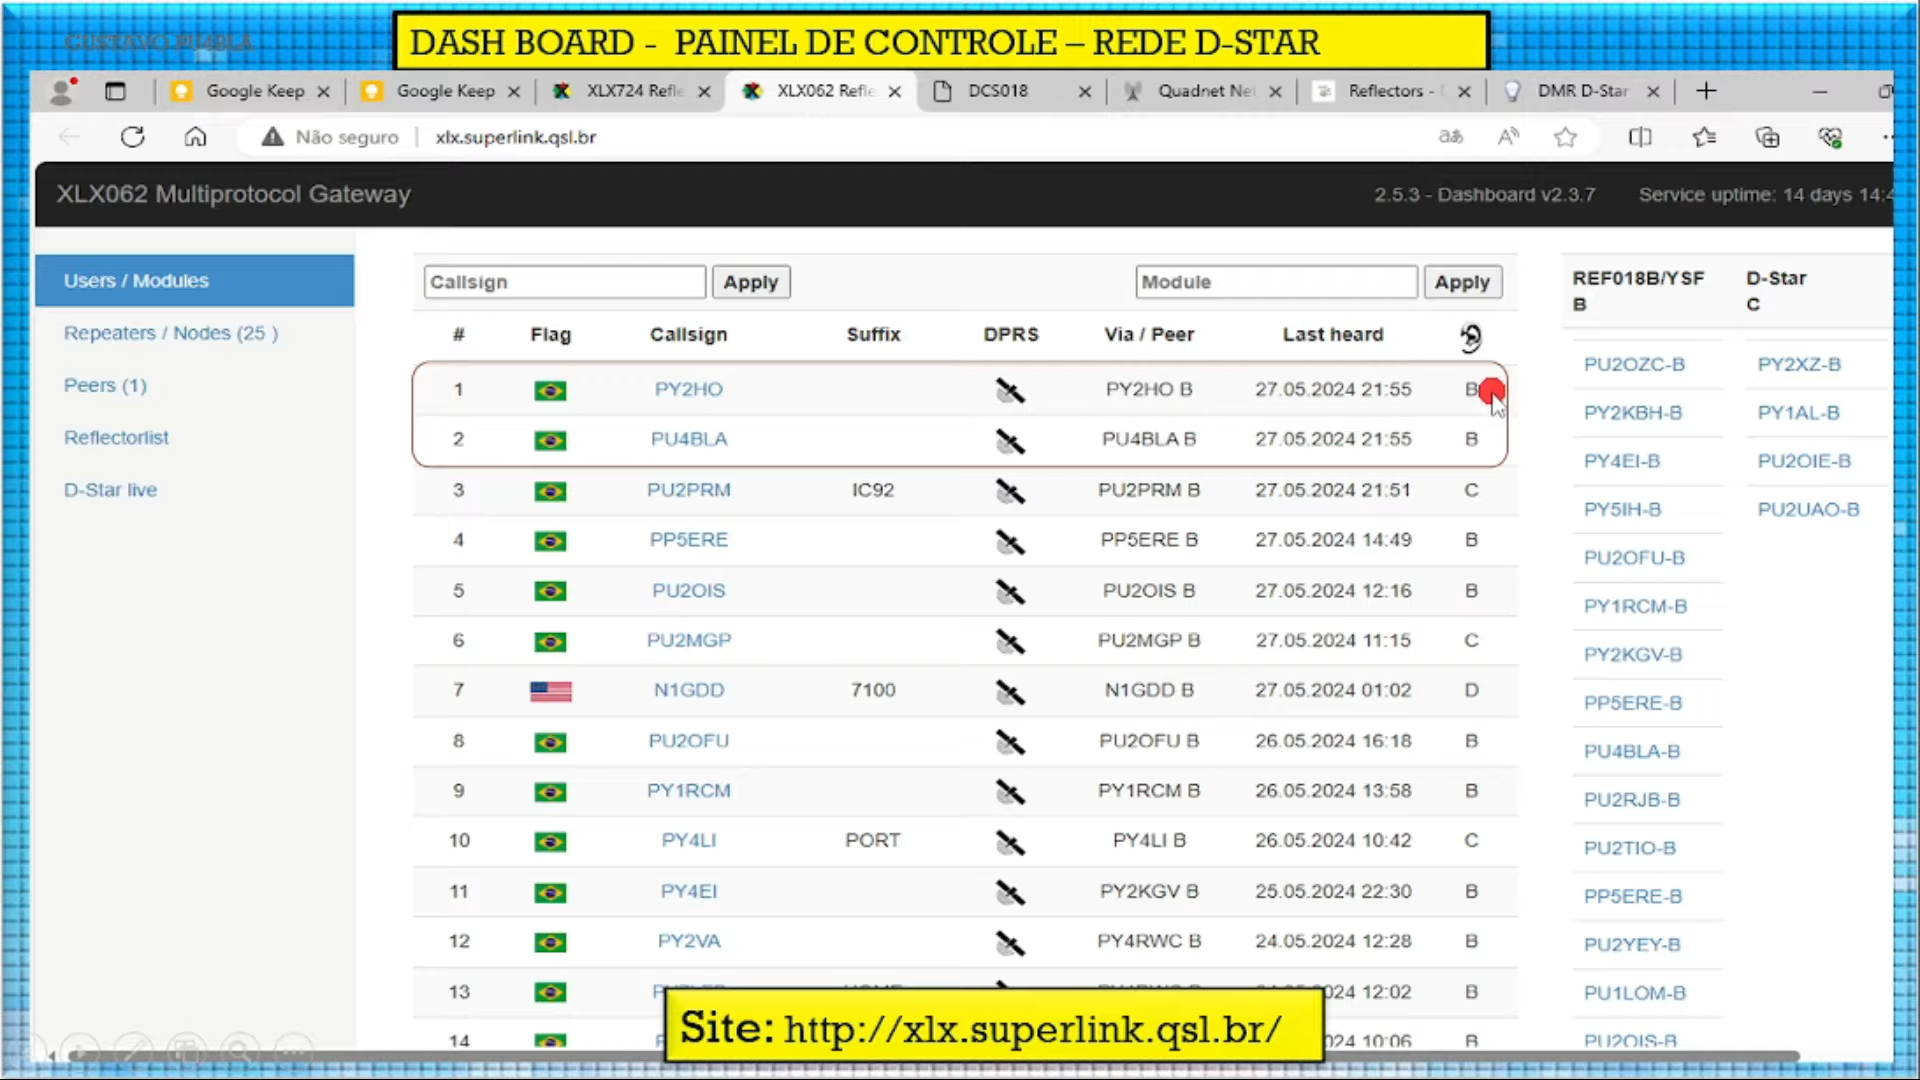 GUSTAVO PU4BLA
DASH BOARD - PAINEL DE CONTROLE – REDE D-STAR
Google Keep
Google Keep
XLX724 Refle
XLX062 Refle
DCS018
Quadnet Net
Reflectors -
DMR D-Star
Não seguro
xlx.superlink.qsl.br
XLX062 Multiprotocol Gateway
2.5.3 - Dashboard v2.3.7
Service uptime: 14 days 14:4
Users / Modules
Repeaters / Nodes (25 )
Peers (1)
Reflectorlist
D-Star live
Callsign Apply Module Apply
# Flag Callsign Suffix DPRS Via / Peer Last heard
1 PY2HO PY2HO B 27.05.2024 21:55 B
2 PU4BLA PU4BLA B 27.05.2024 21:55 B
3 PU2PRM IC92 PU2PRM B 27.05.2024 21:51 C
4 PP5ERE PP5ERE B 27.05.2024 14:49 B
5 PU2OIS PU2OIS B 27.05.2024 12:16 B
6 PU2MGP PU2MGP B 27.05.2024 11:15 C
7 N1GDD 7100 N1GDD B 27.05.2024 01:02 D
8 PU2OFU PU2OFU B 26.05.2024 16:18 B
9 PY1RCM PY1RCM B 26.05.2024 13:58 B
10 PY4LI PORT PY4LI B 26.05.2024 10:42 C
11 PY4EI PY2KGV B 25.05.2024 22:30 B
12 PY2VA PY4RWC B 24.05.2024 12:28 B
13 024 12:02 B
14 024 10:06 B
REF018B/YSF
B
PU2OZC-B
PY2KBH-B
PY4EI-B
PY5IH-B
PU2OFU-B
PY1RCM-B
PY2KGV-B
PP5ERE-B
PU4BLA-B
PU2RJB-B
PU2TIO-B
PP5ERE-B
PU2YEY-B
PU1LOM-B
PU2OIS-B
D-Star
C
PY2XZ-B
PY1AL-B
PU2OIE-B
PU2UAO-B
Site: http://xlx.superlink.qsl.br/